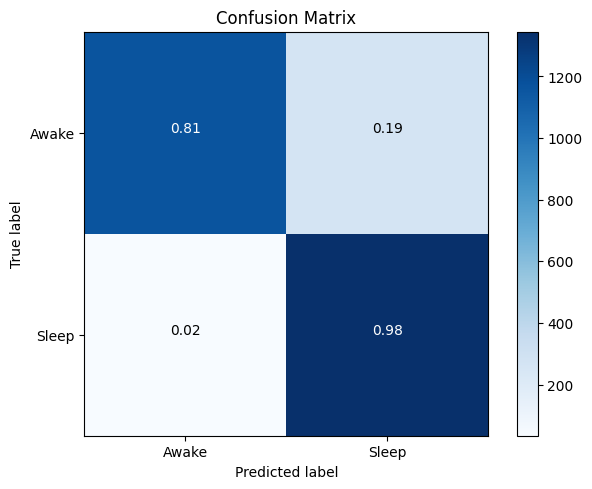 Confusion Matrix
True label
Awake
0.81 0.19
Sleep
0.02 0.98
Awake Sleep
Predicted label
1200
1000
800
600
400
200